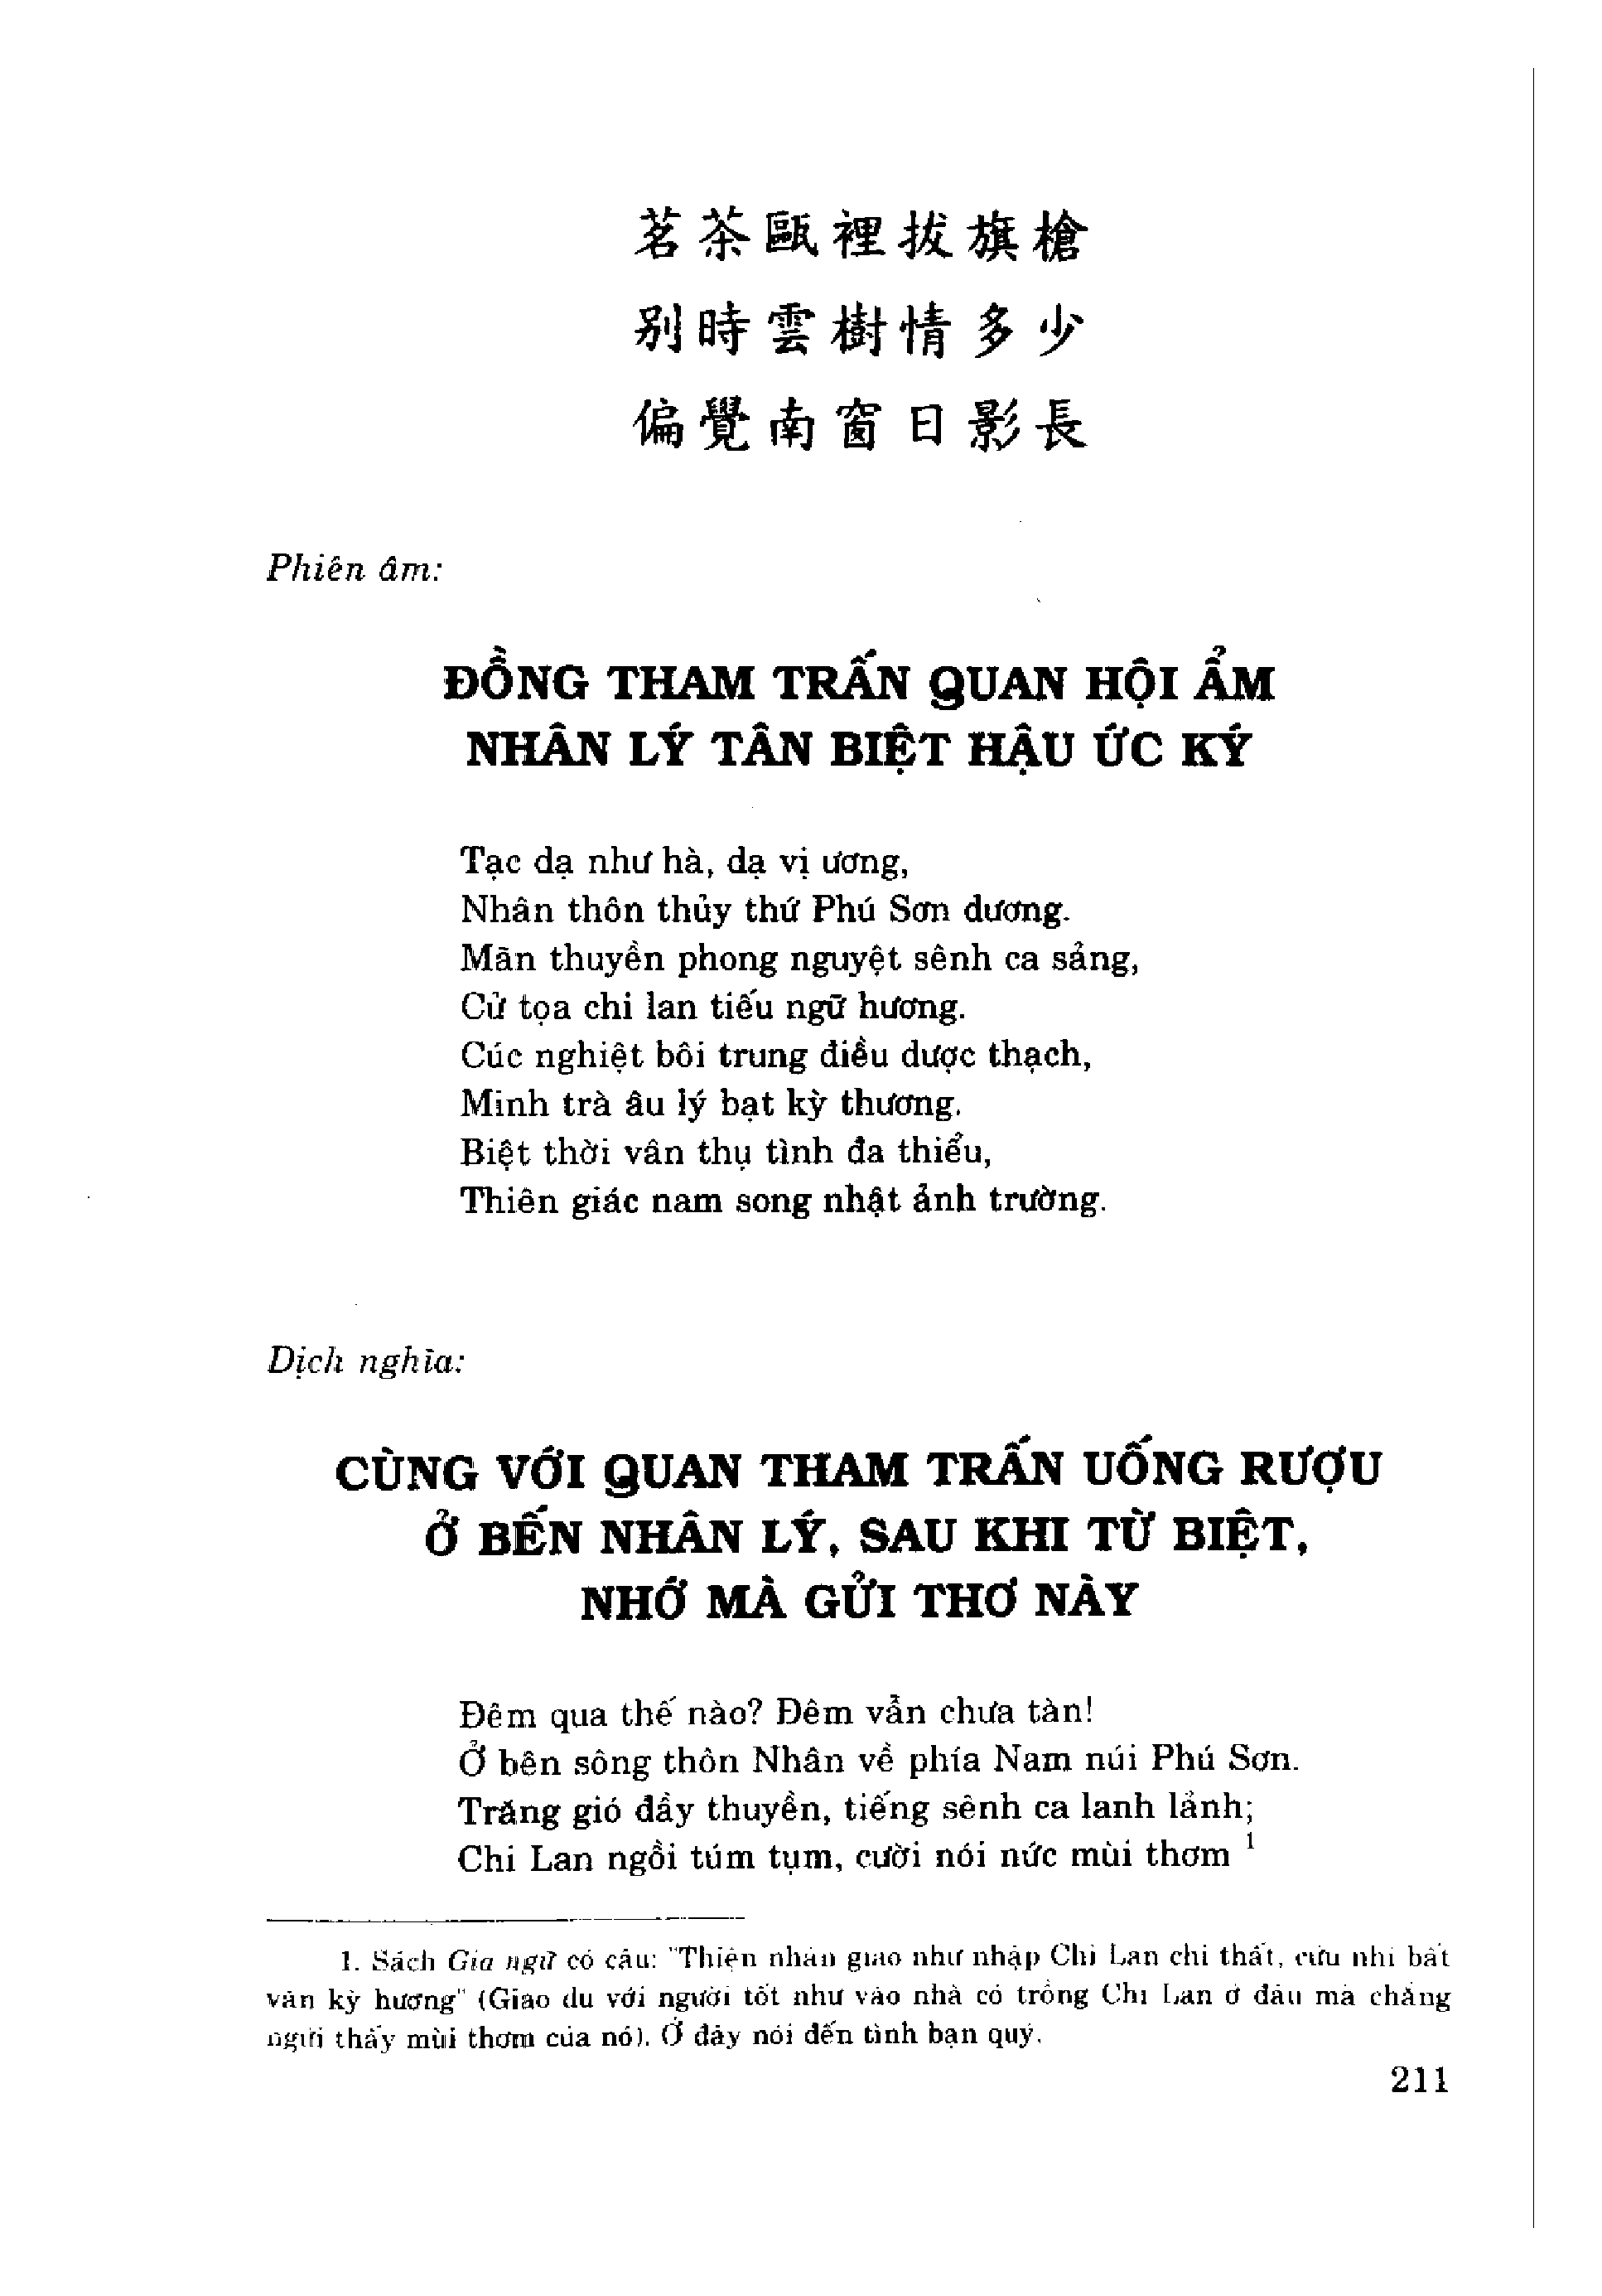 茗茶甌裡拔旗槍
別時雲樹情多少
偏覺南窗日影長
Phiên âm:
ĐỒNG THAM TRẤN QUAN HỘI ẨM
NHÂN LÝ TÂN BIỆT HẬU ỨC KÝ
Tạc dạ như hà, dạ vị ương,
Nhân thôn thủy thứ Phú Sơn dương.
Mãn thuyền phong nguyệt sênh ca sảng,
Cử tọa chi lan tiếu ngữ hương.
Cúc nghiệt bôi trung điều dược thạch,
Minh trà âu lý bạt kỳ thương.
Biệt thời vân thụ tình đa thiểu,
Thiên giác nam song nhật ảnh trường.
Dịch nghĩa:
CÙNG VỚI QUAN THAM TRẤN UỐNG RƯỢU
Ở BẾN NHÂN LÝ, SAU KHI TỪ BIỆT,
NHỚ MÀ GỬI THƠ NÀY
Đêm qua thế nào? Đêm vẫn chưa tàn!
Ở bên sông thôn Nhân về phía Nam núi Phú Sơn.
Trăng gió đầy thuyền, tiếng sênh ca lanh lảnh;
Chi Lan ngồi túm tụm, cười nói nức mùi thơm 1
1. Sách Gia ngữ có câu: "Thiện nhân giao như nhập Chi Lan chi thất, cửu nhi bất
văn kỳ hương" (Giao du với người tốt như vào nhà có trồng Chi Lan ở đâu mà chẳng
ngửi thấy mùi thơm của nó). Ở đây nói đến tình bạn quý.
211